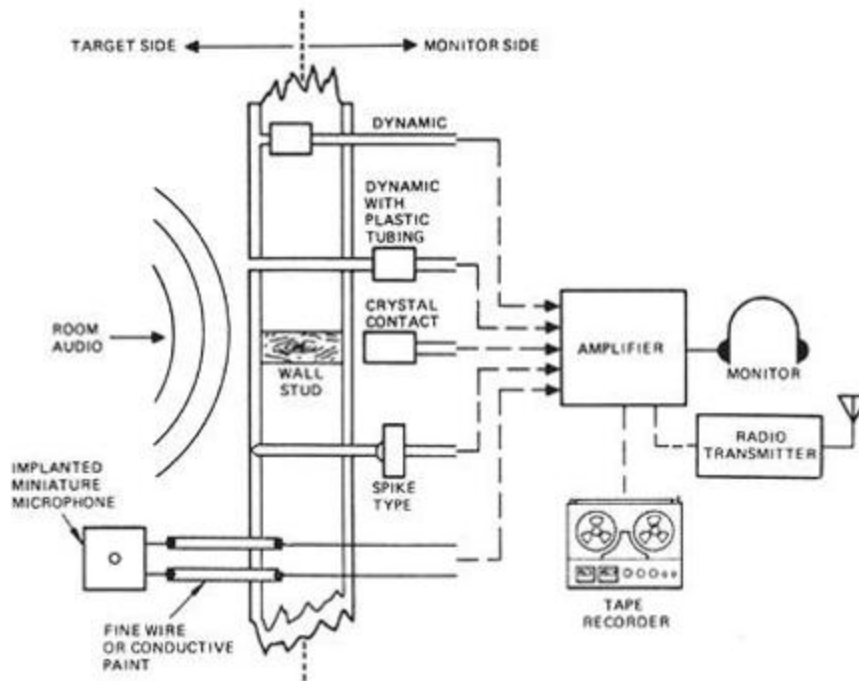 TARGET SIDE
MONITOR SIDE
DYNAMIC
DYNAMIC
WITH
PLASTIC
TUBING
ROOM
AUDIO
CRYSTAL
CONTACT
WALL
STUD
AMPLIFIER
MONITOR
IMPLANTED
MINIATURE
MICROPHONE
SPIKE
TYPE
RADIO
TRANSMITTER
FINE WIRE
OR CONDUCTIVE
PAINT
TAPE
RECORDER